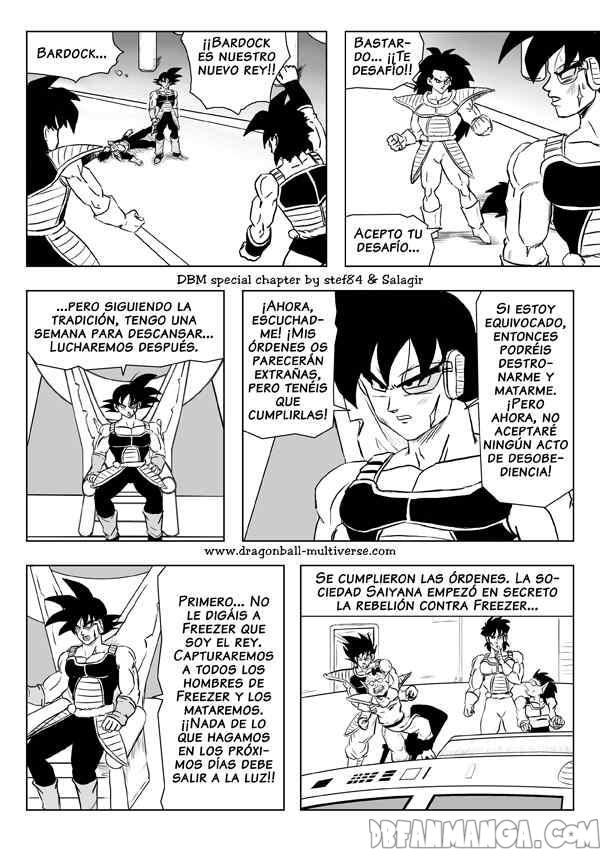 BARDOCK...
¡¡BARDOCK
ES NUESTRO
NUEVO REY!!
BASTAR-
DO... ¡¡TE
DESAFÍO!!
ACEPTO TU
DESAFÍO...
DBM special chapter by stef84 & Salagir
...PERO SIGUIENDO LA
TRADICIÓN, TENGO UNA
SEMANA PARA DESCANSAR...
LUCHAREMOS DESPUÉS.
¡AHORA,
ESCUCHAD-
ME! ¡MIS
ÓRDENES OS
PARECERÁN
EXTRAÑAS,
PERO TENÉIS
QUE
CUMPLIRLAS!
SI ESTOY
EQUIVOCADO,
ENTONCES
PODRÉIS
DESTRO-
NARME Y
MATARME.
¡PERO
AHORA, NO
ACEPTARÉ
NINGÚN ACTO
DE DESOBE-
DIENCIA!
www.dragonball-multiverse.com
PRIMERO... NO
LE DIGÁIS A
FREEZER QUE
SOY EL REY.
CAPTURAREMOS
A TODOS LOS
HOMBRES DE
FREEZER Y LOS
MATAREMOS.
¡¡NADA DE LO
QUE HAGAMOS
EN LOS PRÓXI-
MOS DÍAS DEBE
SALIR A LA LUZ!!
SE CUMPLIERON LAS ÓRDENES. LA SO-
CIEDAD SAIYANA EMPEZÓ EN SECRETO
LA REBELIÓN CONTRA FREEZER...
DBFANMANGA.COM